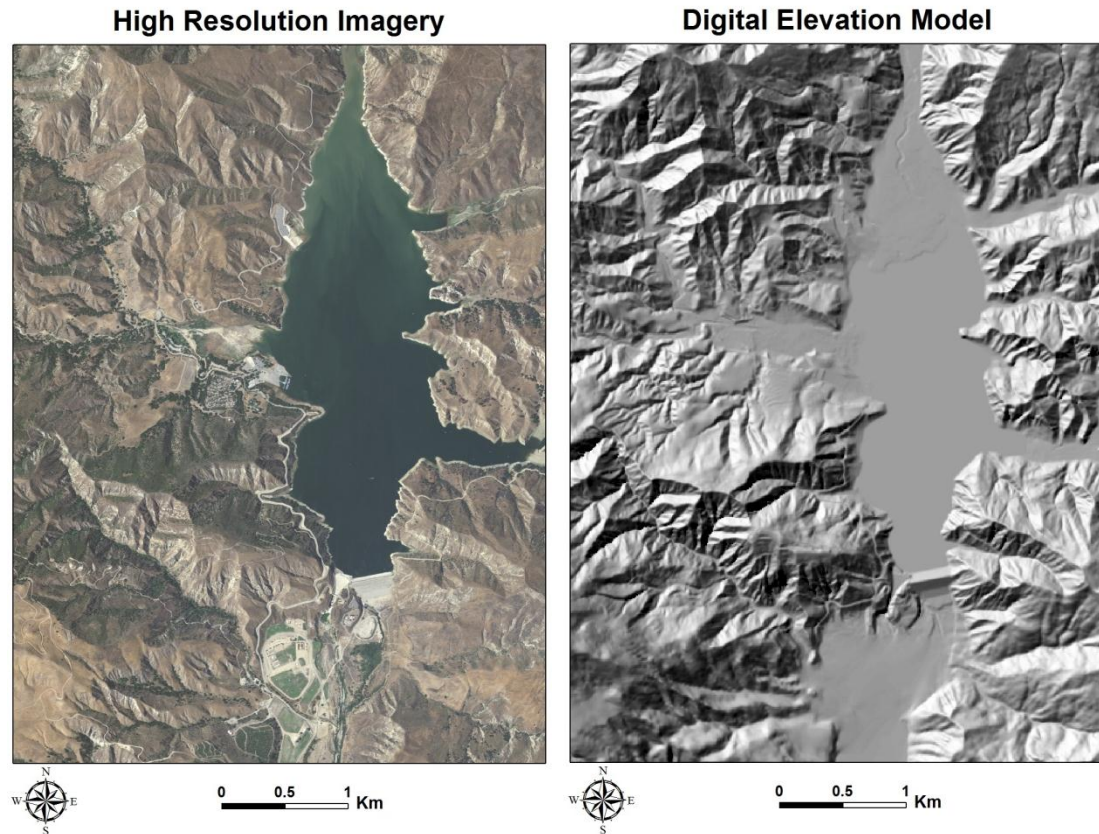 High Resolution Imagery
Digital Elevation Model
N
W E
S
0 0.5 1
Km
N
W E
S
0 0.5 1
Km